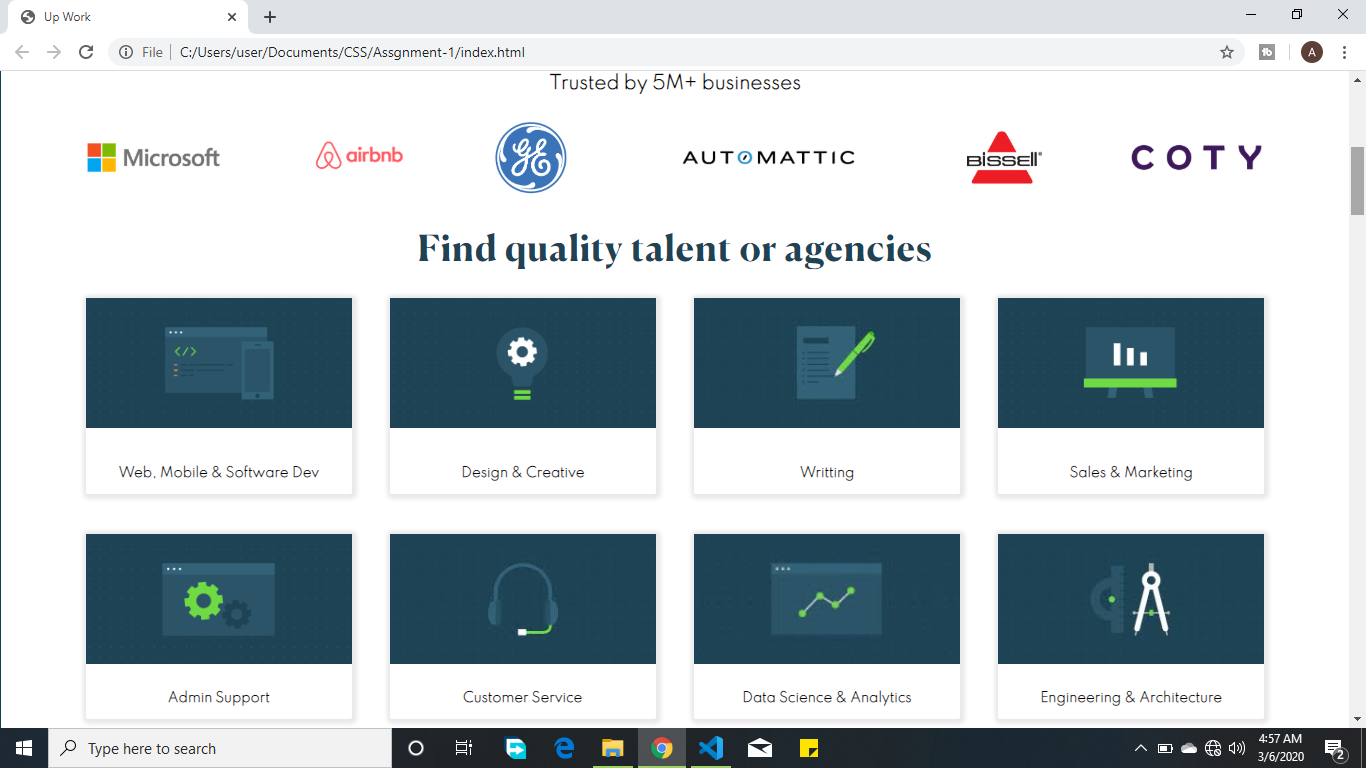 Up Work
File
C:/Users/user/Documents/CSS/Assgnment-1/index.html
A
Trusted by 5M+ businesses
Microsoft
airbnb
GE
AUTOMATTIC
BISSELL®
COTY
Find quality talent or agencies
</>
Web, Mobile & Software Dev
Design & Creative
Writting
Sales & Marketing
Admin Support
Customer Service
Data Science & Analytics
Engineering & Architecture
Type here to search
4:57 AM
3/6/2020
2